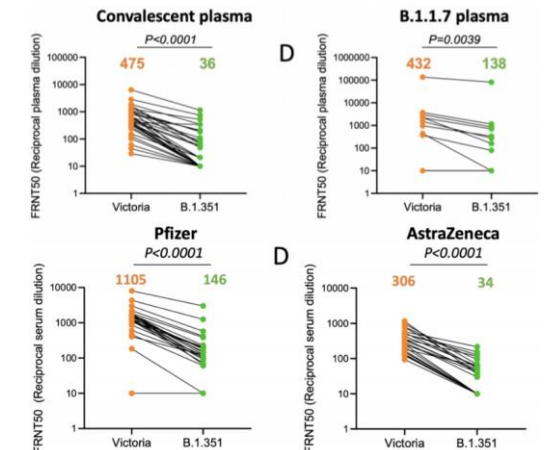 Convalescent plasma
P<0.0001
475 36
FRNT50 (Reciprocal plasma dilution)
100000
10000
1000
100
10
1
Victoria B.1.351
D
B.1.1.7 plasma
P=0.0039
432 138
FRNT50 (Reciprocal plasma dilution)
1000000
100000
10000
1000
100
10
1
Victoria B.1.351
Pfizer
P<0.0001
1105 146
FRNT50 (Reciprocal serum dilution)
10000
1000
100
10
1
Victoria B.1.351
D
AstraZeneca
P<0.0001
306 34
FRNT50 (Reciprocal serum dilution)
10000
1000
100
10
1
Victoria B.1.351